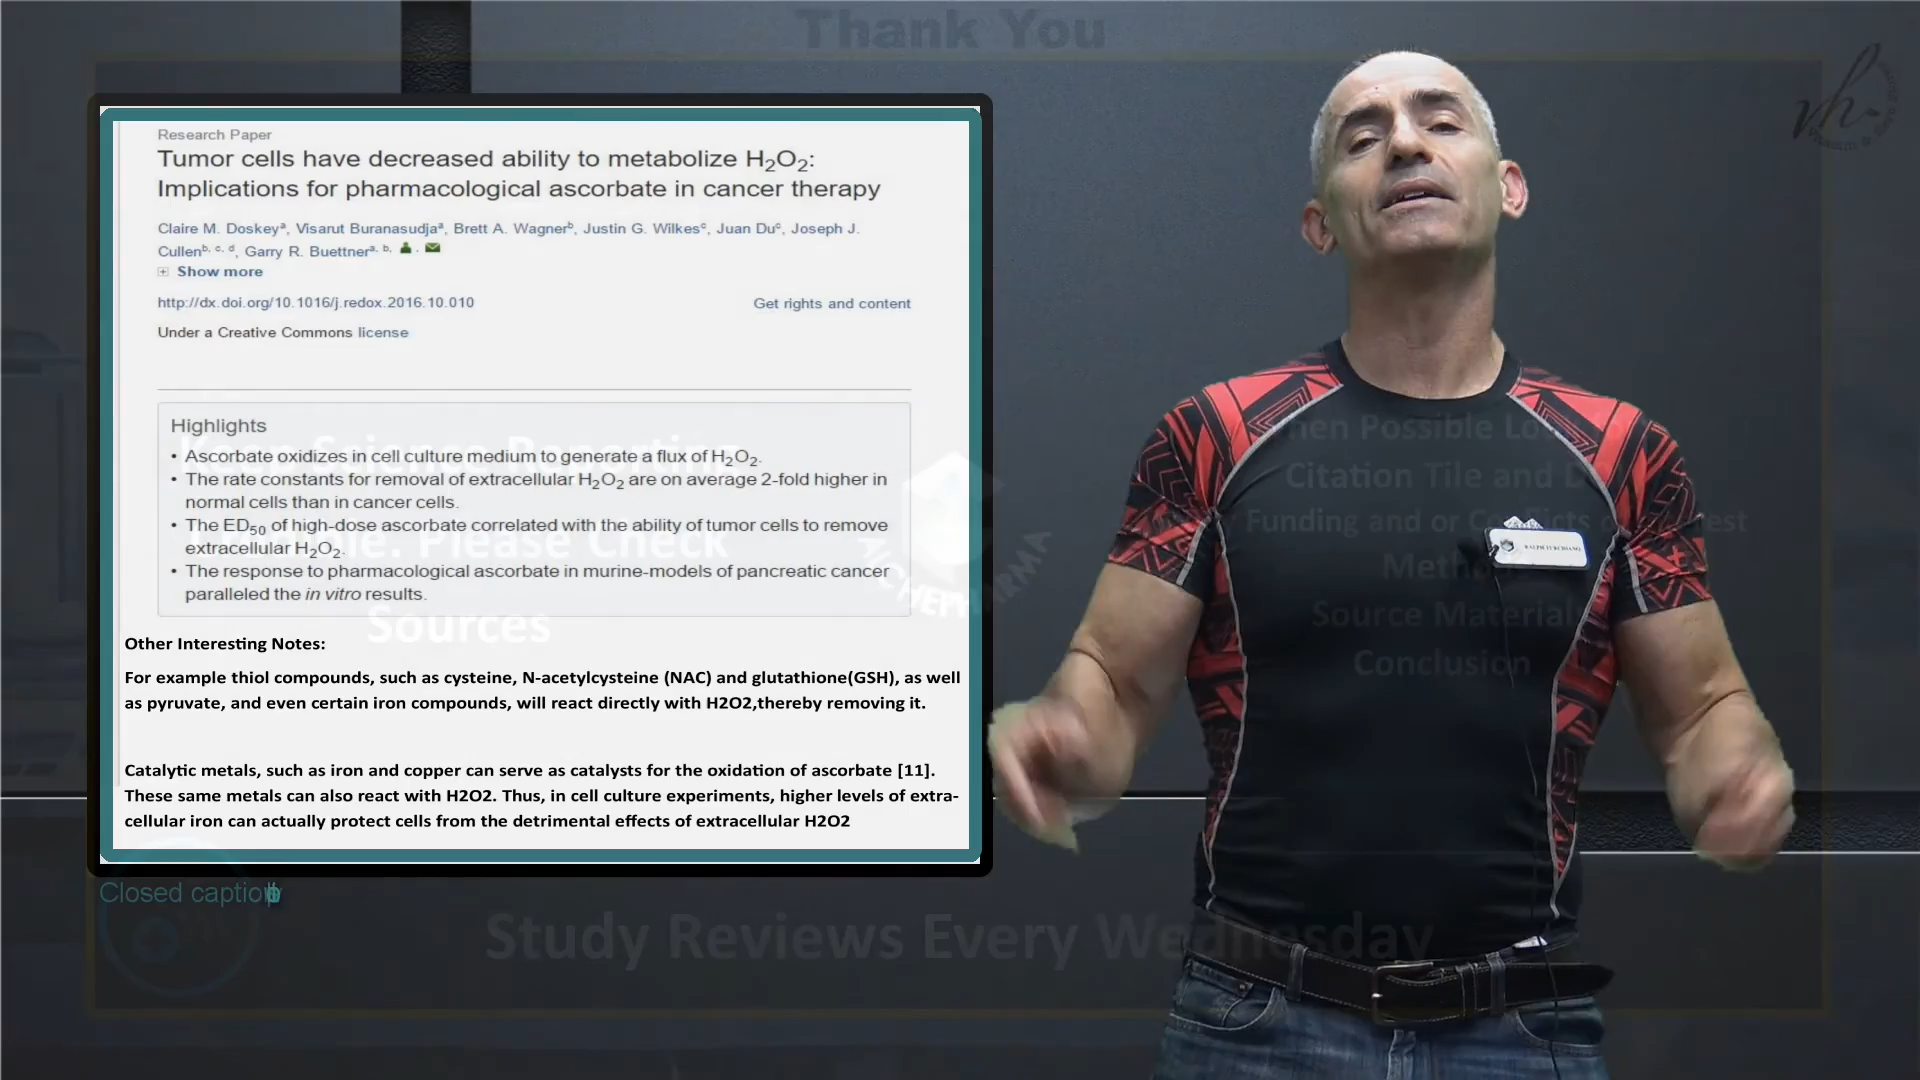 Thank You
vh.
Research Paper
Tumor cells have decreased ability to metabolize H₂O₂:
Implications for pharmacological ascorbate in cancer therapy
Claire M. Doskeyᵃ, Visarut Buranasudjaᵃ, Brett A. Wagnerᵇ, Justin G. Wilkesᶜ, Juan Duᶜ, Joseph J.
Cullenᵇ, ᶜ, ᵈ, Garry R. Buettnerᵃ, ᵇ,
Show more
http://dx.doi.org/10.1016/j.redox.2016.10.010
Get rights and content
Under a Creative Commons license
Highlights
• Ascorbate oxidizes in cell culture medium to generate a flux of H₂O₂.
• The rate constants for removal of extracellular H₂O₂ are on average 2-fold higher in
normal cells than in cancer cells.
• The ED₅₀ of high-dose ascorbate correlated with the ability of tumor cells to remove
extracellular H₂O₂.
• The response to pharmacological ascorbate in murine-models of pancreatic cancer
paralleled the in vitro results.
Other Interesting Notes:
For example thiol compounds, such as cysteine, N-acetylcysteine (NAC) and glutathione(GSH), as well
as pyruvate, and even certain iron compounds, will react directly with H2O2,thereby removing it.
Catalytic metals, such as iron and copper can serve as catalysts for the oxidation of ascorbate [11].
These same metals can also react with H2O2. Thus, in cell culture experiments, higher levels of extra-
cellular iron can actually protect cells from the detrimental effects of extracellular H2O2
Keep Science Reporting
Credible. Please Check
Sources
ALCHEPHARMA
Possible
Citation Tile and
Funding and or
Source Material
Conclusion
Closed caption
Study Reviews Every Wednesday